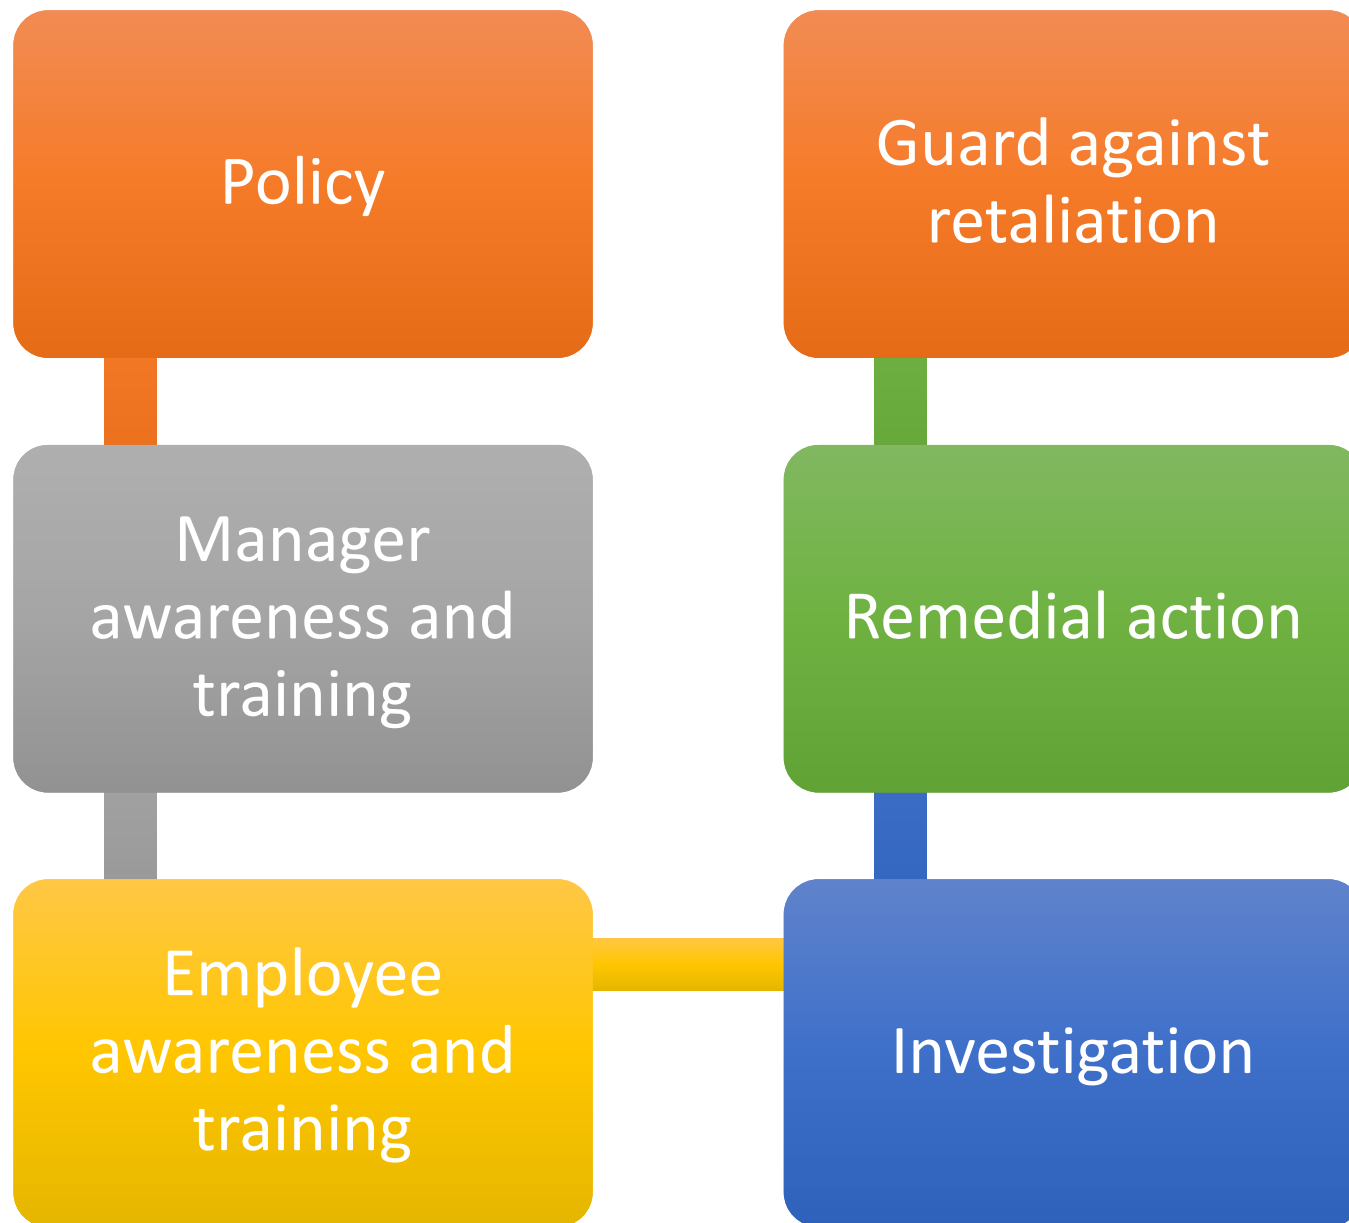 Policy
Manager
awareness and
training
Employee
awareness and
training
Investigation
Remedial action
Guard against
retaliation